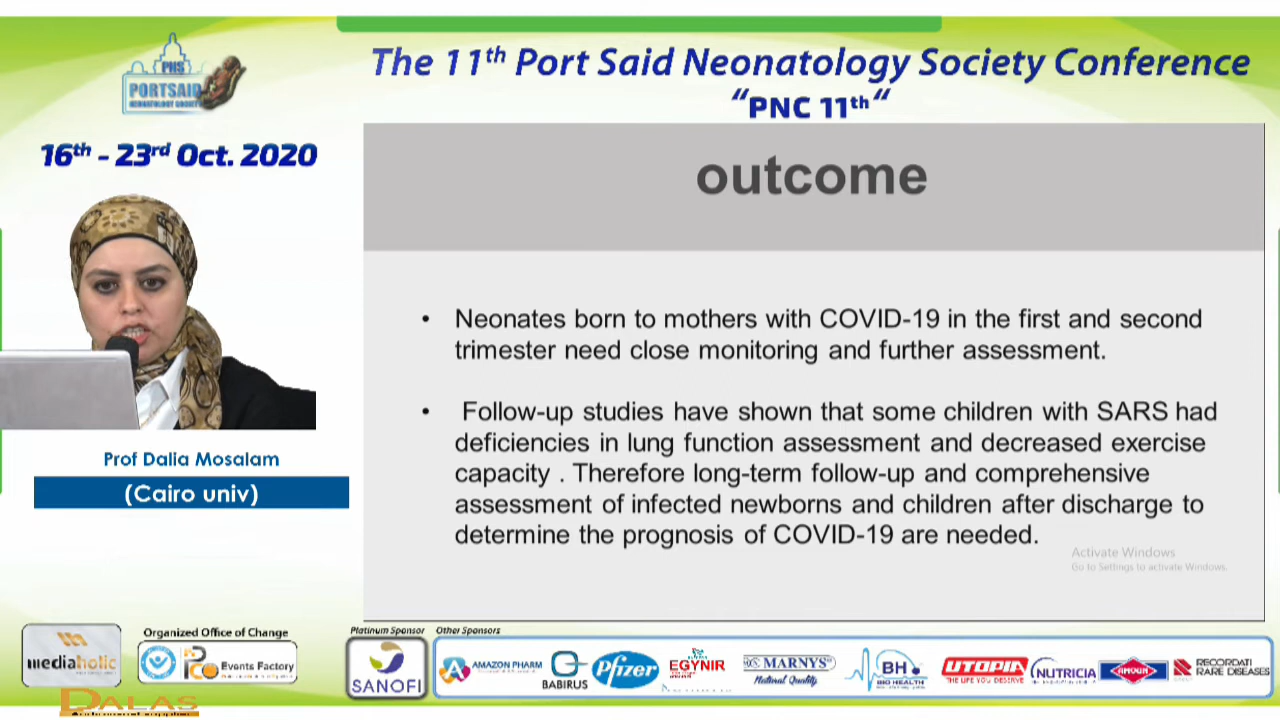 PNS
PORTSAID
NEONATOLOGY SOCIETY
The 11th Port Said Neonatology Society Conference
“PNC 11th“
16th - 23rd Oct. 2020
outcome
• Neonates born to mothers with COVID-19 in the first and second
trimester need close monitoring and further assessment.
• Follow-up studies have shown that some children with SARS had
deficiencies in lung function assessment and decreased exercise
capacity . Therefore long-term follow-up and comprehensive
assessment of infected newborns and children after discharge to
determine the prognosis of COVID-19 are needed.
Prof Dalia Mosalam
(Cairo univ)
Activate Windows
Go to Settings to activate Windows.
mediaholic
Organized Office of Change
Events Factory
Platinum Sponsor
SANOFI
Other Sponsors
AMAZON PHARM
BABIRUS
Pfizer
EGYNIR
MARNYS®
Natural Quality
BH
BIO HEALTH
UTOPIA
THE LIFE YOU DESERVE
NUTRICIA
AMOUN
RECORDATI
RARE DISEASES
DALAS